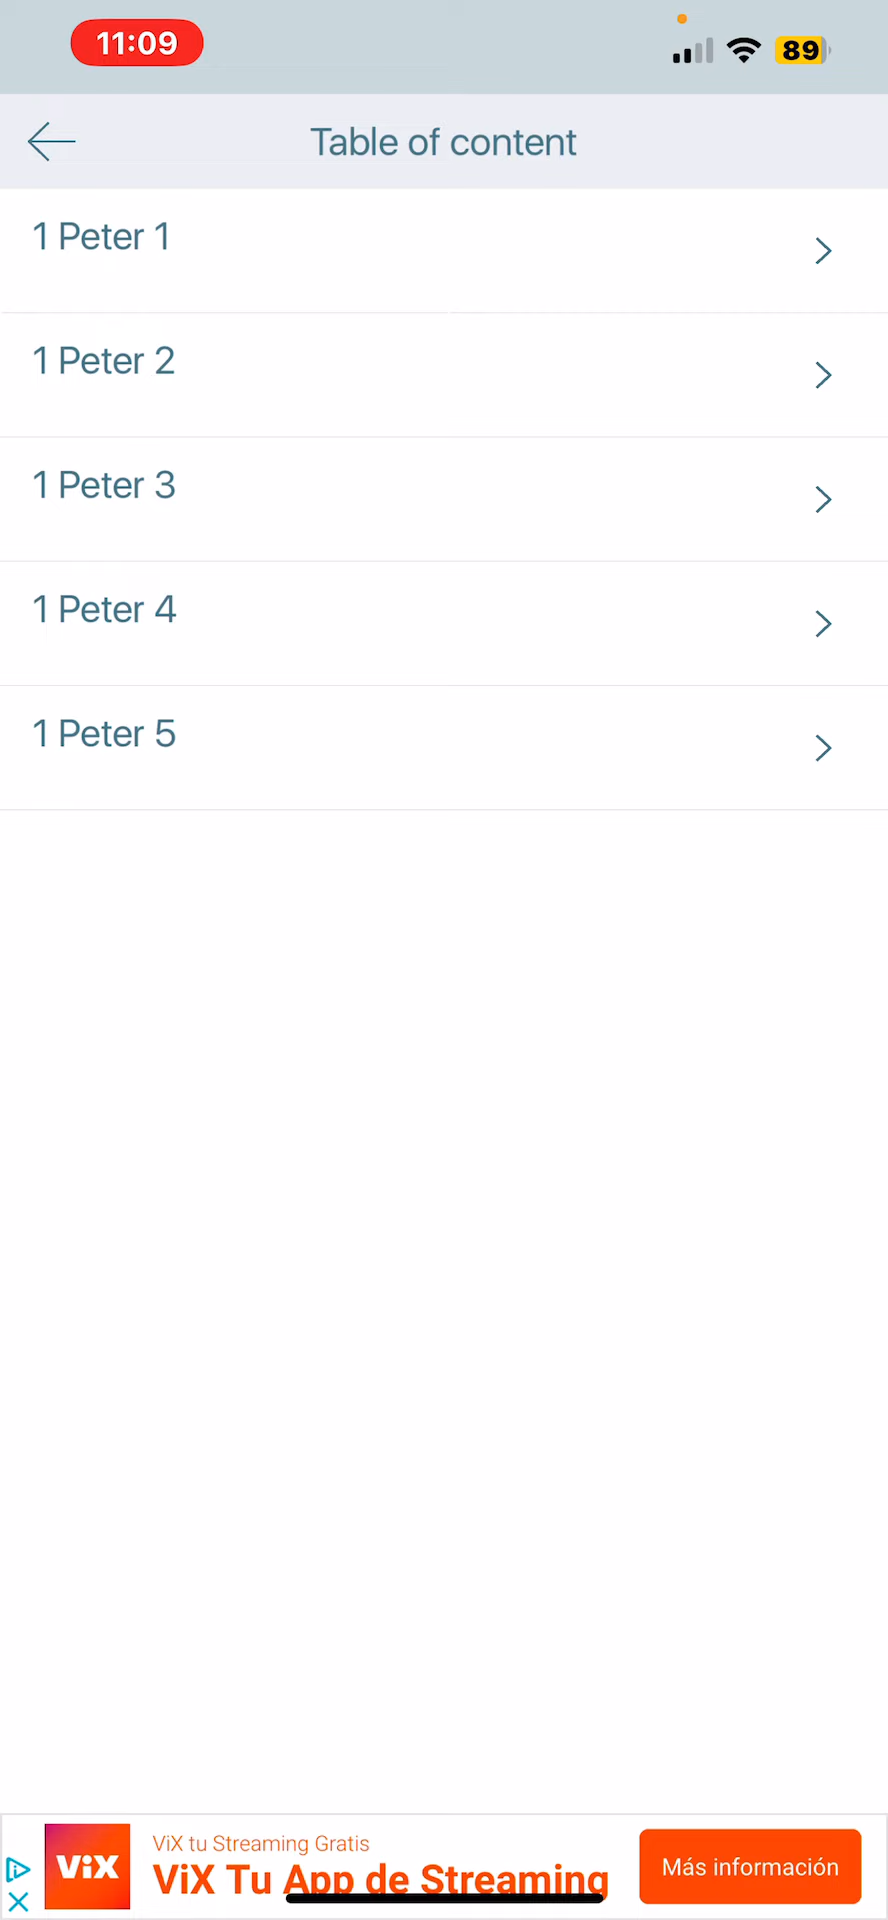 11:09
89
Table of content
1 Peter 1
1 Peter 2
1 Peter 3
1 Peter 4
1 Peter 5
ViX
ViX tu Streaming Gratis
ViX Tu App de Streaming
Más información